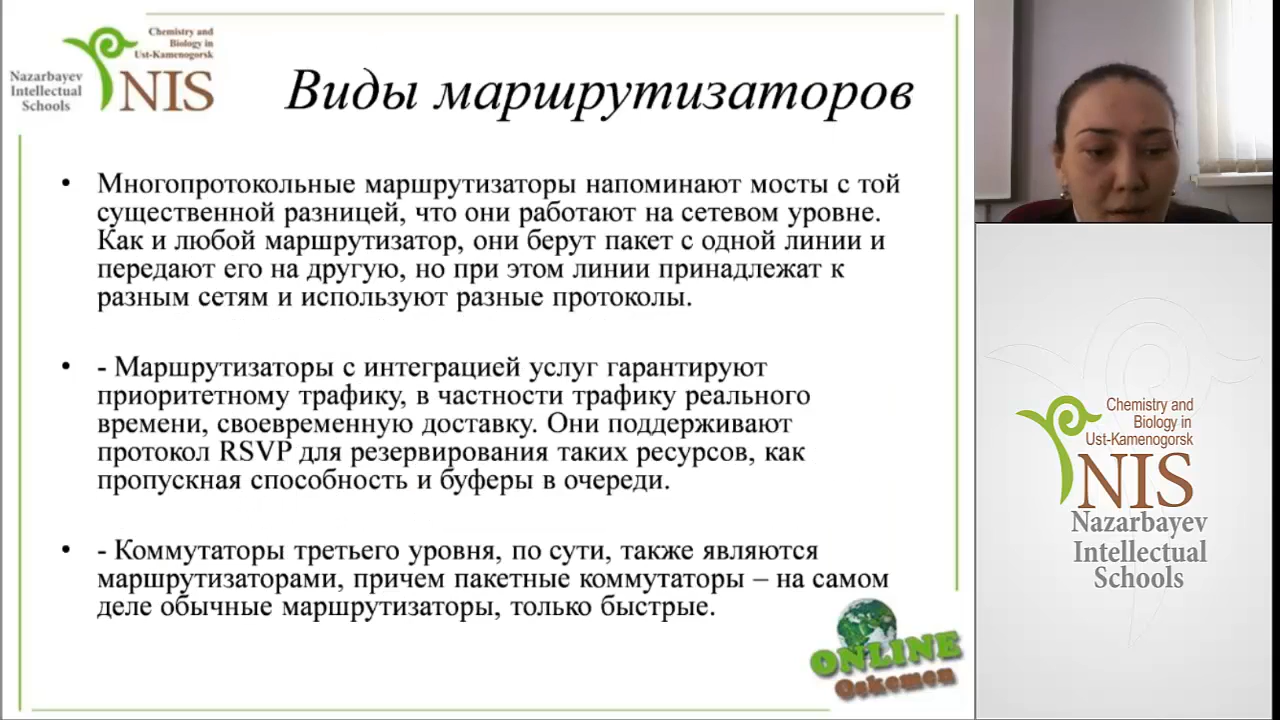 Chemistry and
Biology in
Ust-Kamenogorsk
Nazarbayev
Intellectual
Schools
NIS
Виды маршрутизаторов
• Многопротокольные маршрутизаторы напоминают мосты с той
существенной разницей, что они работают на сетевом уровне.
Как и любой маршрутизатор, они берут пакет с одной линии и
передают его на другую, но при этом линии принадлежат к
разным сетям и используют разные протоколы.
• - Маршрутизаторы с интеграцией услуг гарантируют
приоритетному трафику, в частности трафику реального
времени, своевременную доставку. Они поддерживают
протокол RSVP для резервирования таких ресурсов, как
пропускная способность и буферы в очереди.
• - Коммутаторы третьего уровня, по сути, также являются
маршрутизаторами, причем пакетные коммутаторы – на самом
деле обычные маршрутизаторы, только быстрые.
ONLINE
Oskemen
Chemistry and
Biology in
Ust-Kamenogorsk
NIS
Nazarbayev
Intellectual
Schools